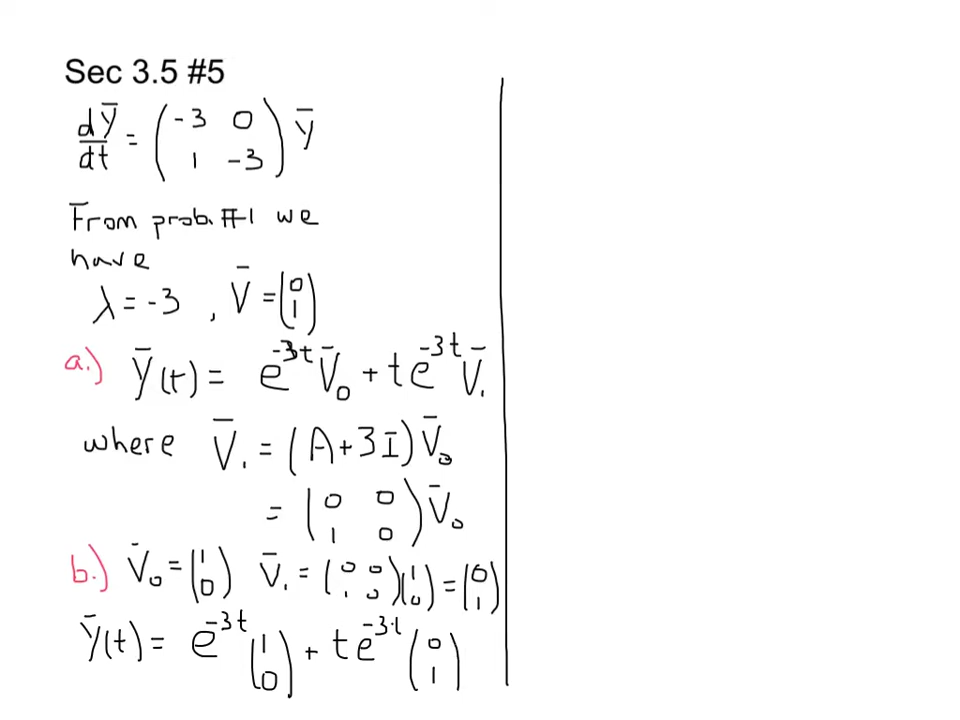 Sec 3.5 #5
dȲ/dt = (-3 0 ; 1 -3) Ȳ
From prob. #1 we
have
λ = -3 , V̄ = (0 ; 1)
a.) Ȳ(t) = e^{-3t} V̄₀ + te^{-3t} V̄₁
where V̄₁ = (A+3I) V̄₀
= (0 0 ; 1 0) V̄₀
b.) V̄₀ = (1 ; 0) V̄₁ = (0 0 ; 1 0)(1 ; 0) = (0 ; 1)
Ȳ(t) = e^{-3t} (1 ; 0) + te^{-3t} (0 ; 1)